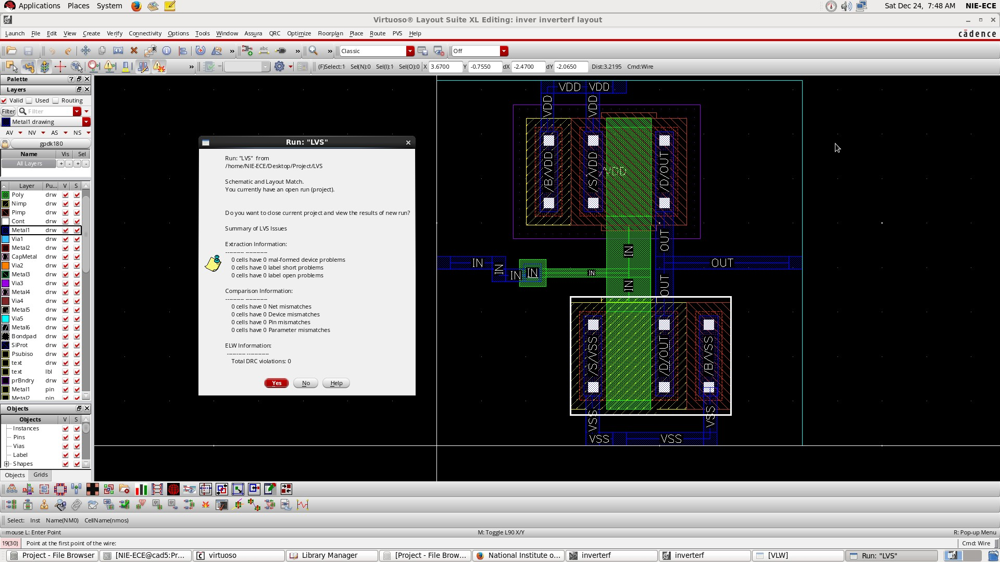 Applications Places System
Sat Dec 24, 7:48 AM NIE-ECE
Virtuoso® Layout Suite XL Editing: inver inverterf layout
Launch File Edit View Create Verify Connectivity Options Tools Window Assura QRC Optimize Floorplan Place Route PVS Help
cādence
abc
Classic
Off
(F)Select:1 Sel(N):0 Sel(I):1 Sel(O):0 X 3.6700 Y -0.7550 dX -2.4700 dY -2.0650 Dist:3.2195 Cmd:Wire
Palette
Layers
Valid Used Routing
Filter Filter
Metal1 drawing
AV NV AS NS
gpdk180
Name Vis Sel
All Layers + - + -
Layer Pu... V S
Poly drw
Nimp drw
Pimp drw
Cont drw
Metal1 drw
Via1 drw
Metal2 drw
CapMetal drw
Via2 drw
Metal3 drw
Via3 drw
Metal4 drw
Via4 drw
Metal5 drw
Via5 drw
Metal6 drw
Bondpad drw
SiProt drw
Psubiso drw
text drw
text lbl
prBndry drw
Metal1 pin
Metal2 pin
Objects
Objects V S
Instances
Pins
Vias
Label
Shapes
Objects Grids
Run: "LVS"
Run: "LVS" from
/home/NIE-ECE/Desktop/Project/LVS
Schematic and Layout Match.
You currently have an open run (project).
Do you want to close current project and view the results of new run?
Summary of LVS Issues
Extraction Information:
0 cells have 0 mal-formed device problems
0 cells have 0 label short problems
0 cells have 0 label open problems
Comparison Information:
0 cells have 0 Net mismatches
0 cells have 0 Device mismatches
0 cells have 0 Pin mismatches
0 cells have 0 Parameter mismatches
ELW Information:
Total DRC violations: 0
Yes No Help
VDD VDD
VDD VDD
/B/VDD /S/VDD /VDD /D/OUT
IN OUT
IN IN IN IN IN IN OUT
OUT
/S/VSS /D/OUT /B/VSS
VSS VSS
VSS VSS
Select: Inst Name(NM0) CellName(nmos)
mouse L: Enter Point M: Toggle L90 X/Y R: Pop-up Menu
19(30) Point at the first point of the wire: Cmd: Wire
Project - File Browser [NIE-ECE@cad5:Pr... virtuoso Library Manager [Project - File Brow... National Institute o... inverterf inverterf [VLW] Run: "LVS"